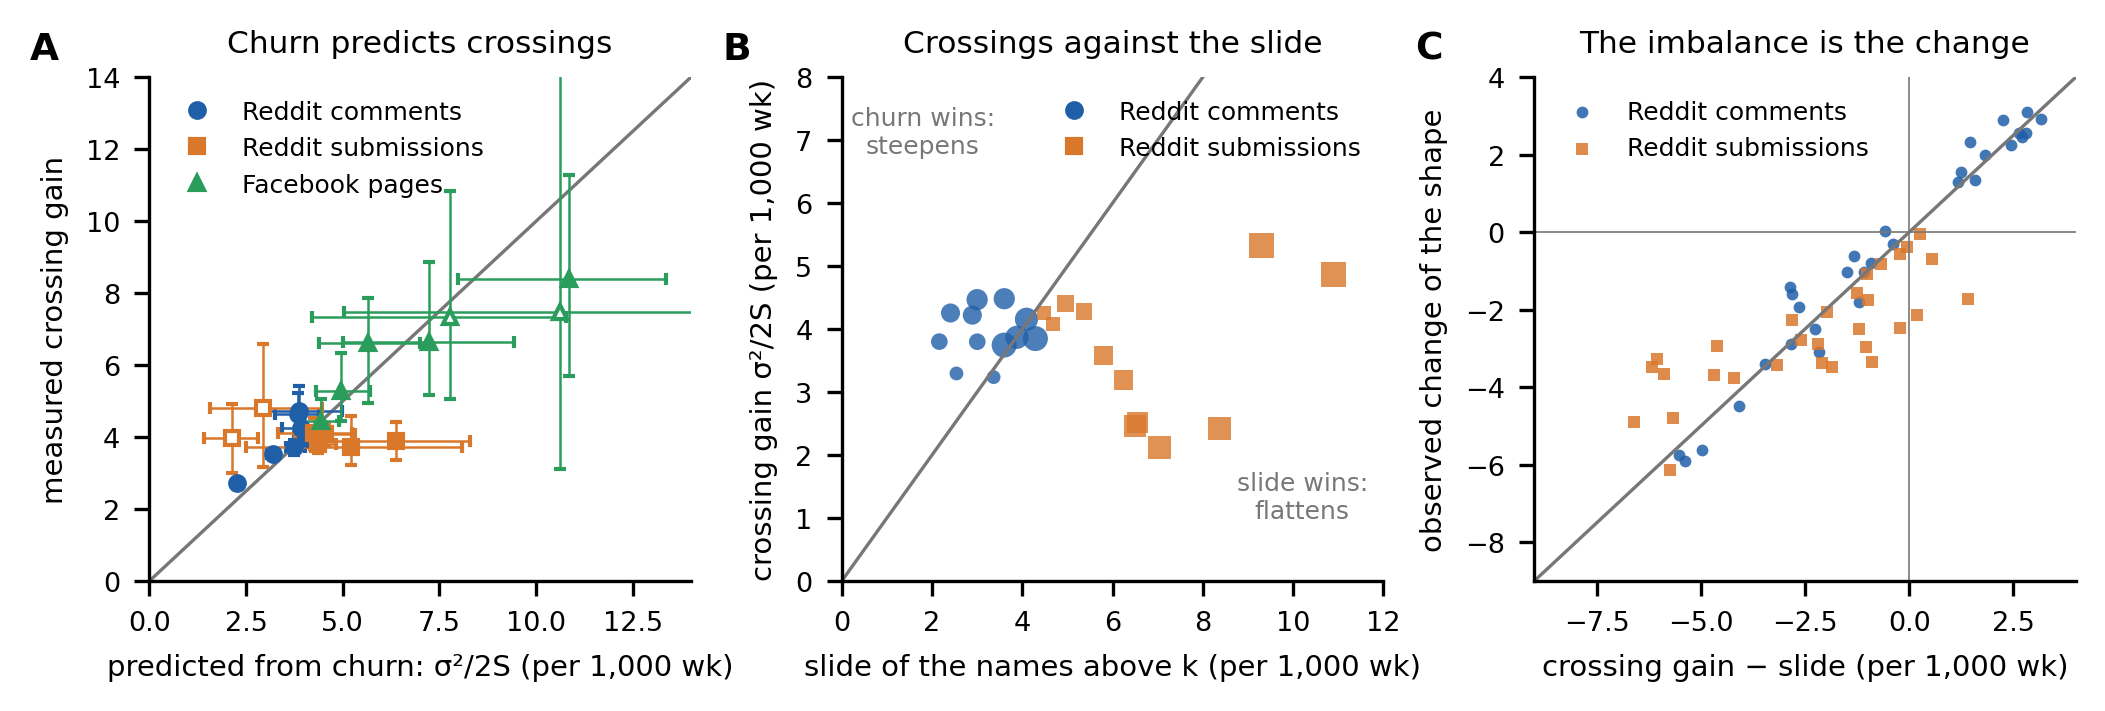 A
Churn predicts crossings
14
12
10
8
6
4
2
0
0.0
2.5
5.0
7.5
10.0
12.5
measured crossing gain
predicted from churn: σ²/2S (per 1,000 wk)
Reddit comments
Reddit submissions
Facebook pages
B
Crossings against the slide
8
7
6
5
4
3
2
1
0
0
2
4
6
8
10
12
crossing gain σ²/2S (per 1,000 wk)
slide of the names above k (per 1,000 wk)
churn wins:
steepens
Reddit comments
Reddit submissions
slide wins:
flattens
C
The imbalance is the change
4
2
0
−2
−4
−6
−8
−7.5
−5.0
−2.5
0.0
2.5
observed change of the shape
crossing gain − slide (per 1,000 wk)
Reddit comments
Reddit submissions